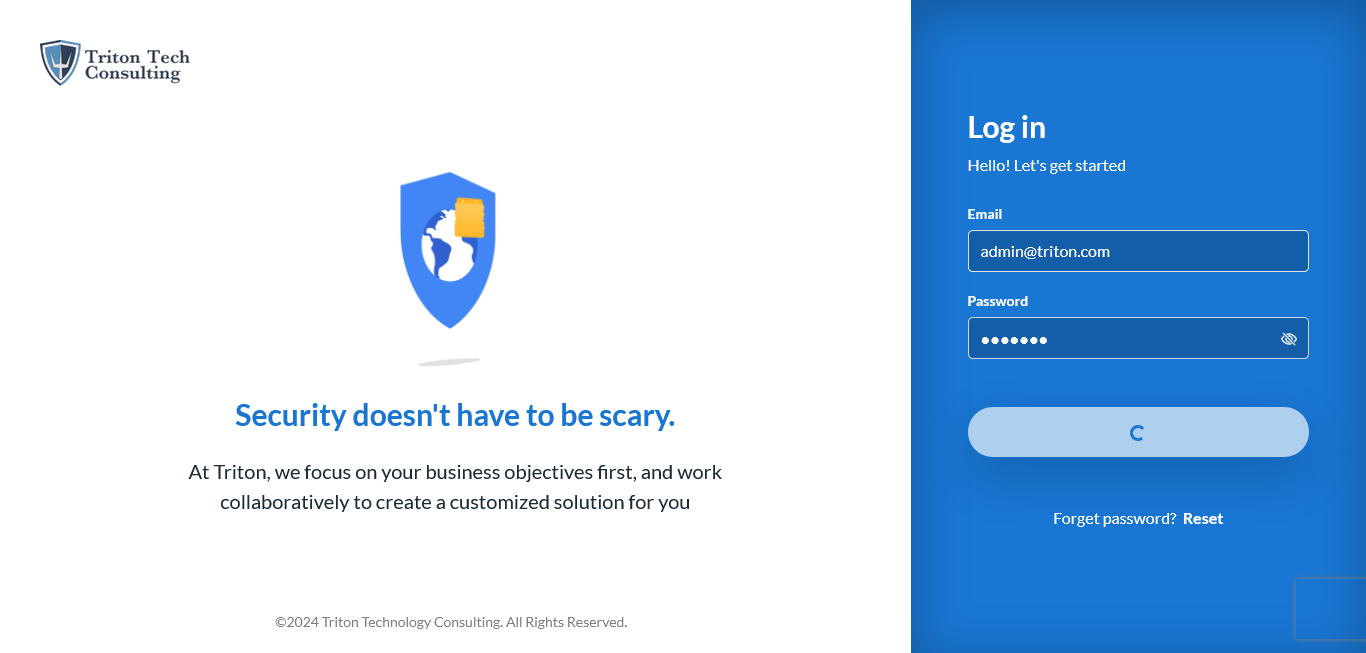 Triton Tech
Consulting
Security doesn't have to be scary.
At Triton, we focus on your business objectives first, and work
collaboratively to create a customized solution for you
©2024 Triton Technology Consulting. All Rights Reserved.
Log in
Hello! Let's get started
Email
admin@triton.com
Password
●●●●●●●
Forget password? Reset